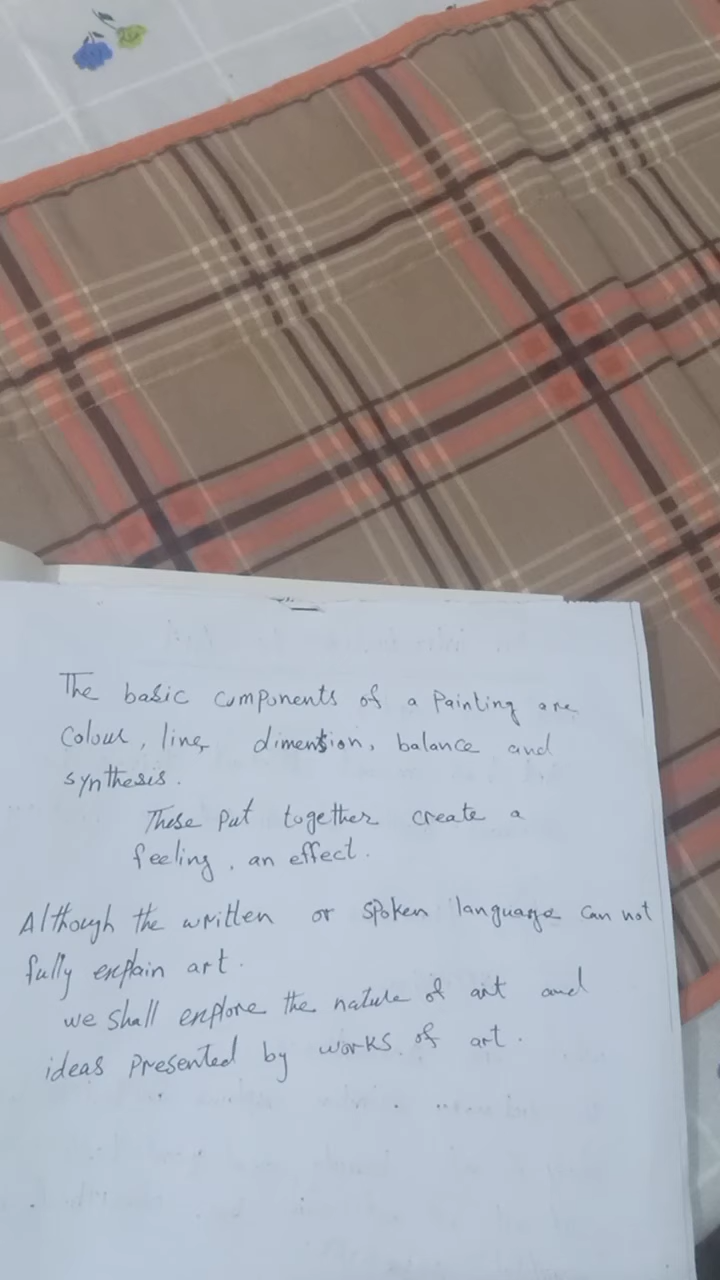 The basic components of a Painting are
Colour, line, dimension, balance and
synthesis.
These put together create a
feeling, an effect.
Although the written or spoken language can not
fully explain art.
we shall explore the nature of art and
ideas presented by works of art.